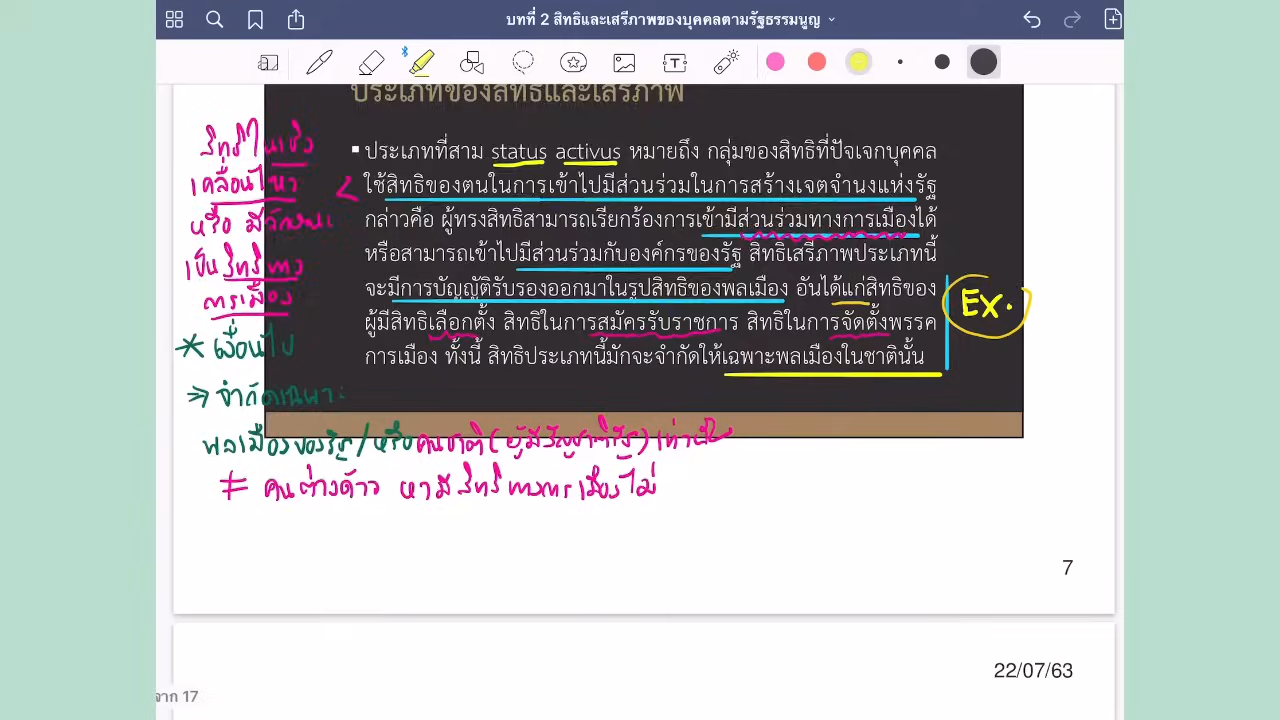 บทที่ 2 สิทธิและเสรีภาพของบุคคลตามรัฐธรรมนูญ
ประเภทของสิทธิและเสรีภาพ
ประเภทที่สาม status activus หมายถึง กลุ่มของสิทธิที่ปัจเจกบุคคล
ใช้สิทธิของตนในการเข้าไปมีส่วนร่วมในการสร้างเจตจำนงแห่งรัฐ
กล่าวคือ ผู้ทรงสิทธิสามารถเรียกร้องการเข้ามีส่วนร่วมทางการเมืองได้
หรือสามารถเข้าไปมีส่วนร่วมกับองค์กรของรัฐ สิทธิเสรีภาพประเภทนี้
จะมีการบัญญัติรับรองออกมาในรูปสิทธิของพลเมือง อันได้แก่สิทธิของ
ผู้มีสิทธิเลือกตั้ง สิทธิในการสมัครรับราชการ สิทธิในการจัดตั้งพรรค
การเมือง ทั้งนี้ สิทธิประเภทนี้มักจะจำกัดให้เฉพาะพลเมืองในชาตินั้น
EX.
สิทธิในเชิง
เคลื่อนไหว
หรือ มีลักษณะ
เป็นสิทธิทาง
การเมือง
* เงื่อนไข
⇒ จำกัดเฉพาะ
พลเมืองของรัฐ/หรือคนชาติ(ผู้มีสัญชาติรัฐ)เท่านั้น
≠ คนต่างด้าว หามีสิทธิทางการเมืองไม่
7
22/07/63
จาก 17